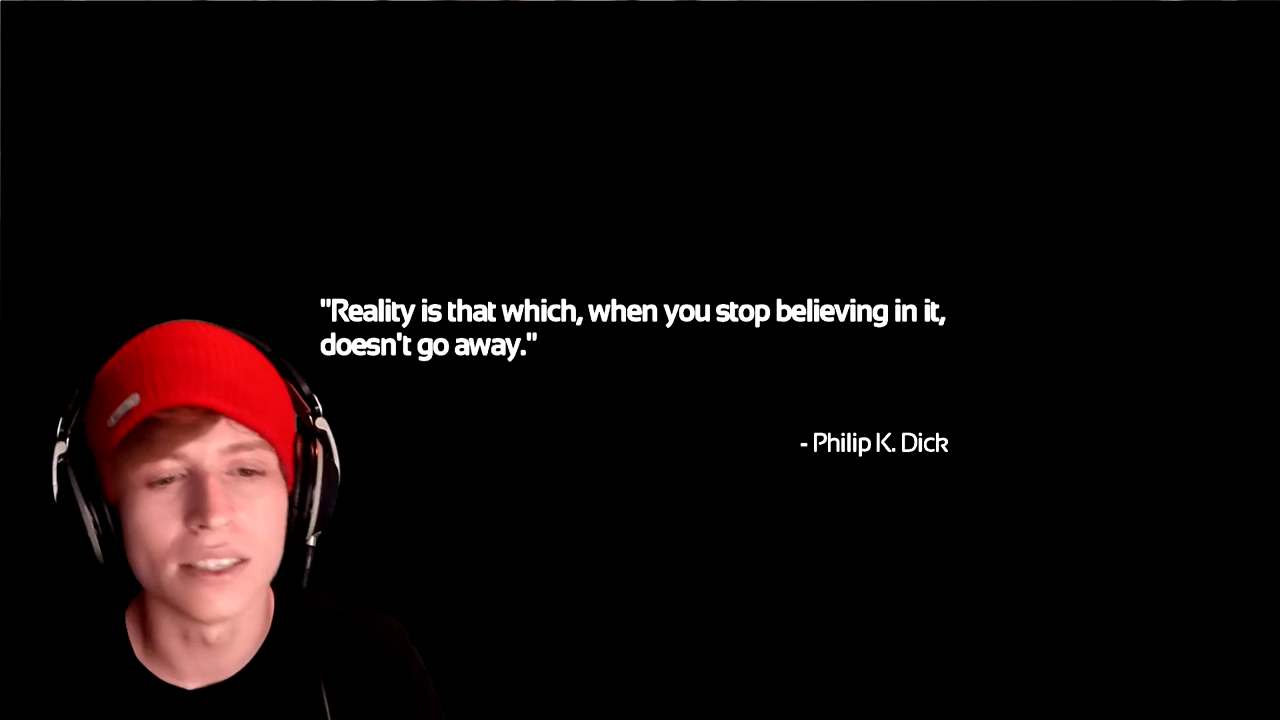 "Reality is that which, when you stop believing in it,
doesn't go away."
- Philip K. Dick